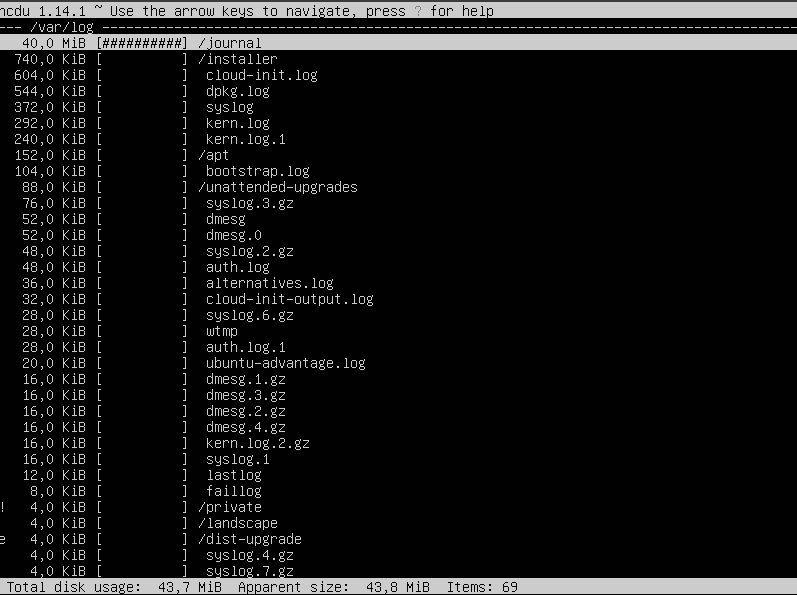 ncdu 1.14.1 ~ Use the arrow keys to navigate, press ? for help
--- /var/log ---
40,0 MiB [##########] /journal
740,0 KiB [          ] /installer
604,0 KiB [          ]  cloud-init.log
544,0 KiB [          ]  dpkg.log
372,0 KiB [          ]  syslog
292,0 KiB [          ]  kern.log
240,0 KiB [          ]  kern.log.1
152,0 KiB [          ] /apt
104,0 KiB [          ]  bootstrap.log
88,0 KiB [          ] /unattended-upgrades
76,0 KiB [          ]  syslog.3.gz
52,0 KiB [          ]  dmesg
52,0 KiB [          ]  dmesg.0
48,0 KiB [          ]  syslog.2.gz
48,0 KiB [          ]  auth.log
36,0 KiB [          ]  alternatives.log
32,0 KiB [          ]  cloud-init-output.log
28,0 KiB [          ]  syslog.6.gz
28,0 KiB [          ]  wtmp
28,0 KiB [          ]  auth.log.1
20,0 KiB [          ]  ubuntu-advantage.log
16,0 KiB [          ]  dmesg.1.gz
16,0 KiB [          ]  dmesg.3.gz
16,0 KiB [          ]  dmesg.2.gz
16,0 KiB [          ]  dmesg.4.gz
16,0 KiB [          ]  kern.log.2.gz
16,0 KiB [          ]  syslog.1
12,0 KiB [          ]  lastlog
8,0 KiB [          ]  faillog
! 4,0 KiB [          ] /private
4,0 KiB [          ] /landscape
e 4,0 KiB [          ] /dist-upgrade
4,0 KiB [          ]  syslog.4.gz
4,0 KiB [          ]  syslog.7.gz
Total disk usage:  43,7 MiB  Apparent size:  43,8 MiB  Items: 69